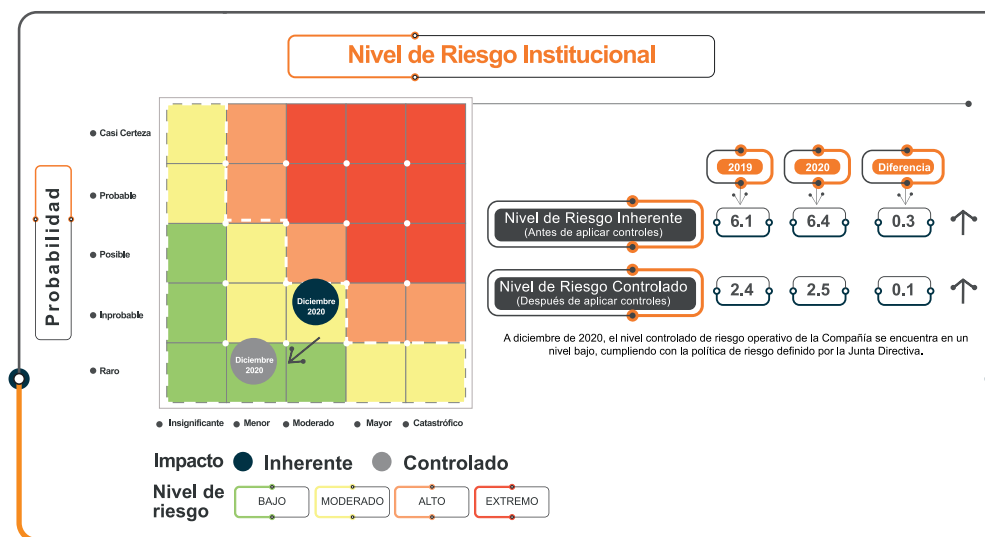 Nivel de Riesgo Institucional
Probabilidad
Casi Certeza
Probable
Posible
Inprobable
Raro
Diciembre
2020
Diciembre
2020
Insignificante
Menor
Moderado
Mayor
Catastrófico
Impacto
Inherente
Controlado
Nivel de
riesgo
BAJO
MODERADO
ALTO
EXTREMO
2019
2020
Diferencia
Nivel de Riesgo Inherente
(Antes de aplicar controles)
6.1
6.4
0.3
Nivel de Riesgo Controlado
(Después de aplicar controles)
2.4
2.5
0.1
A diciembre de 2020, el nivel controlado de riesgo operativo de la Compañía se encuentra en un
nivel bajo, cumpliendo con la política de riesgo definido por la Junta Directiva.